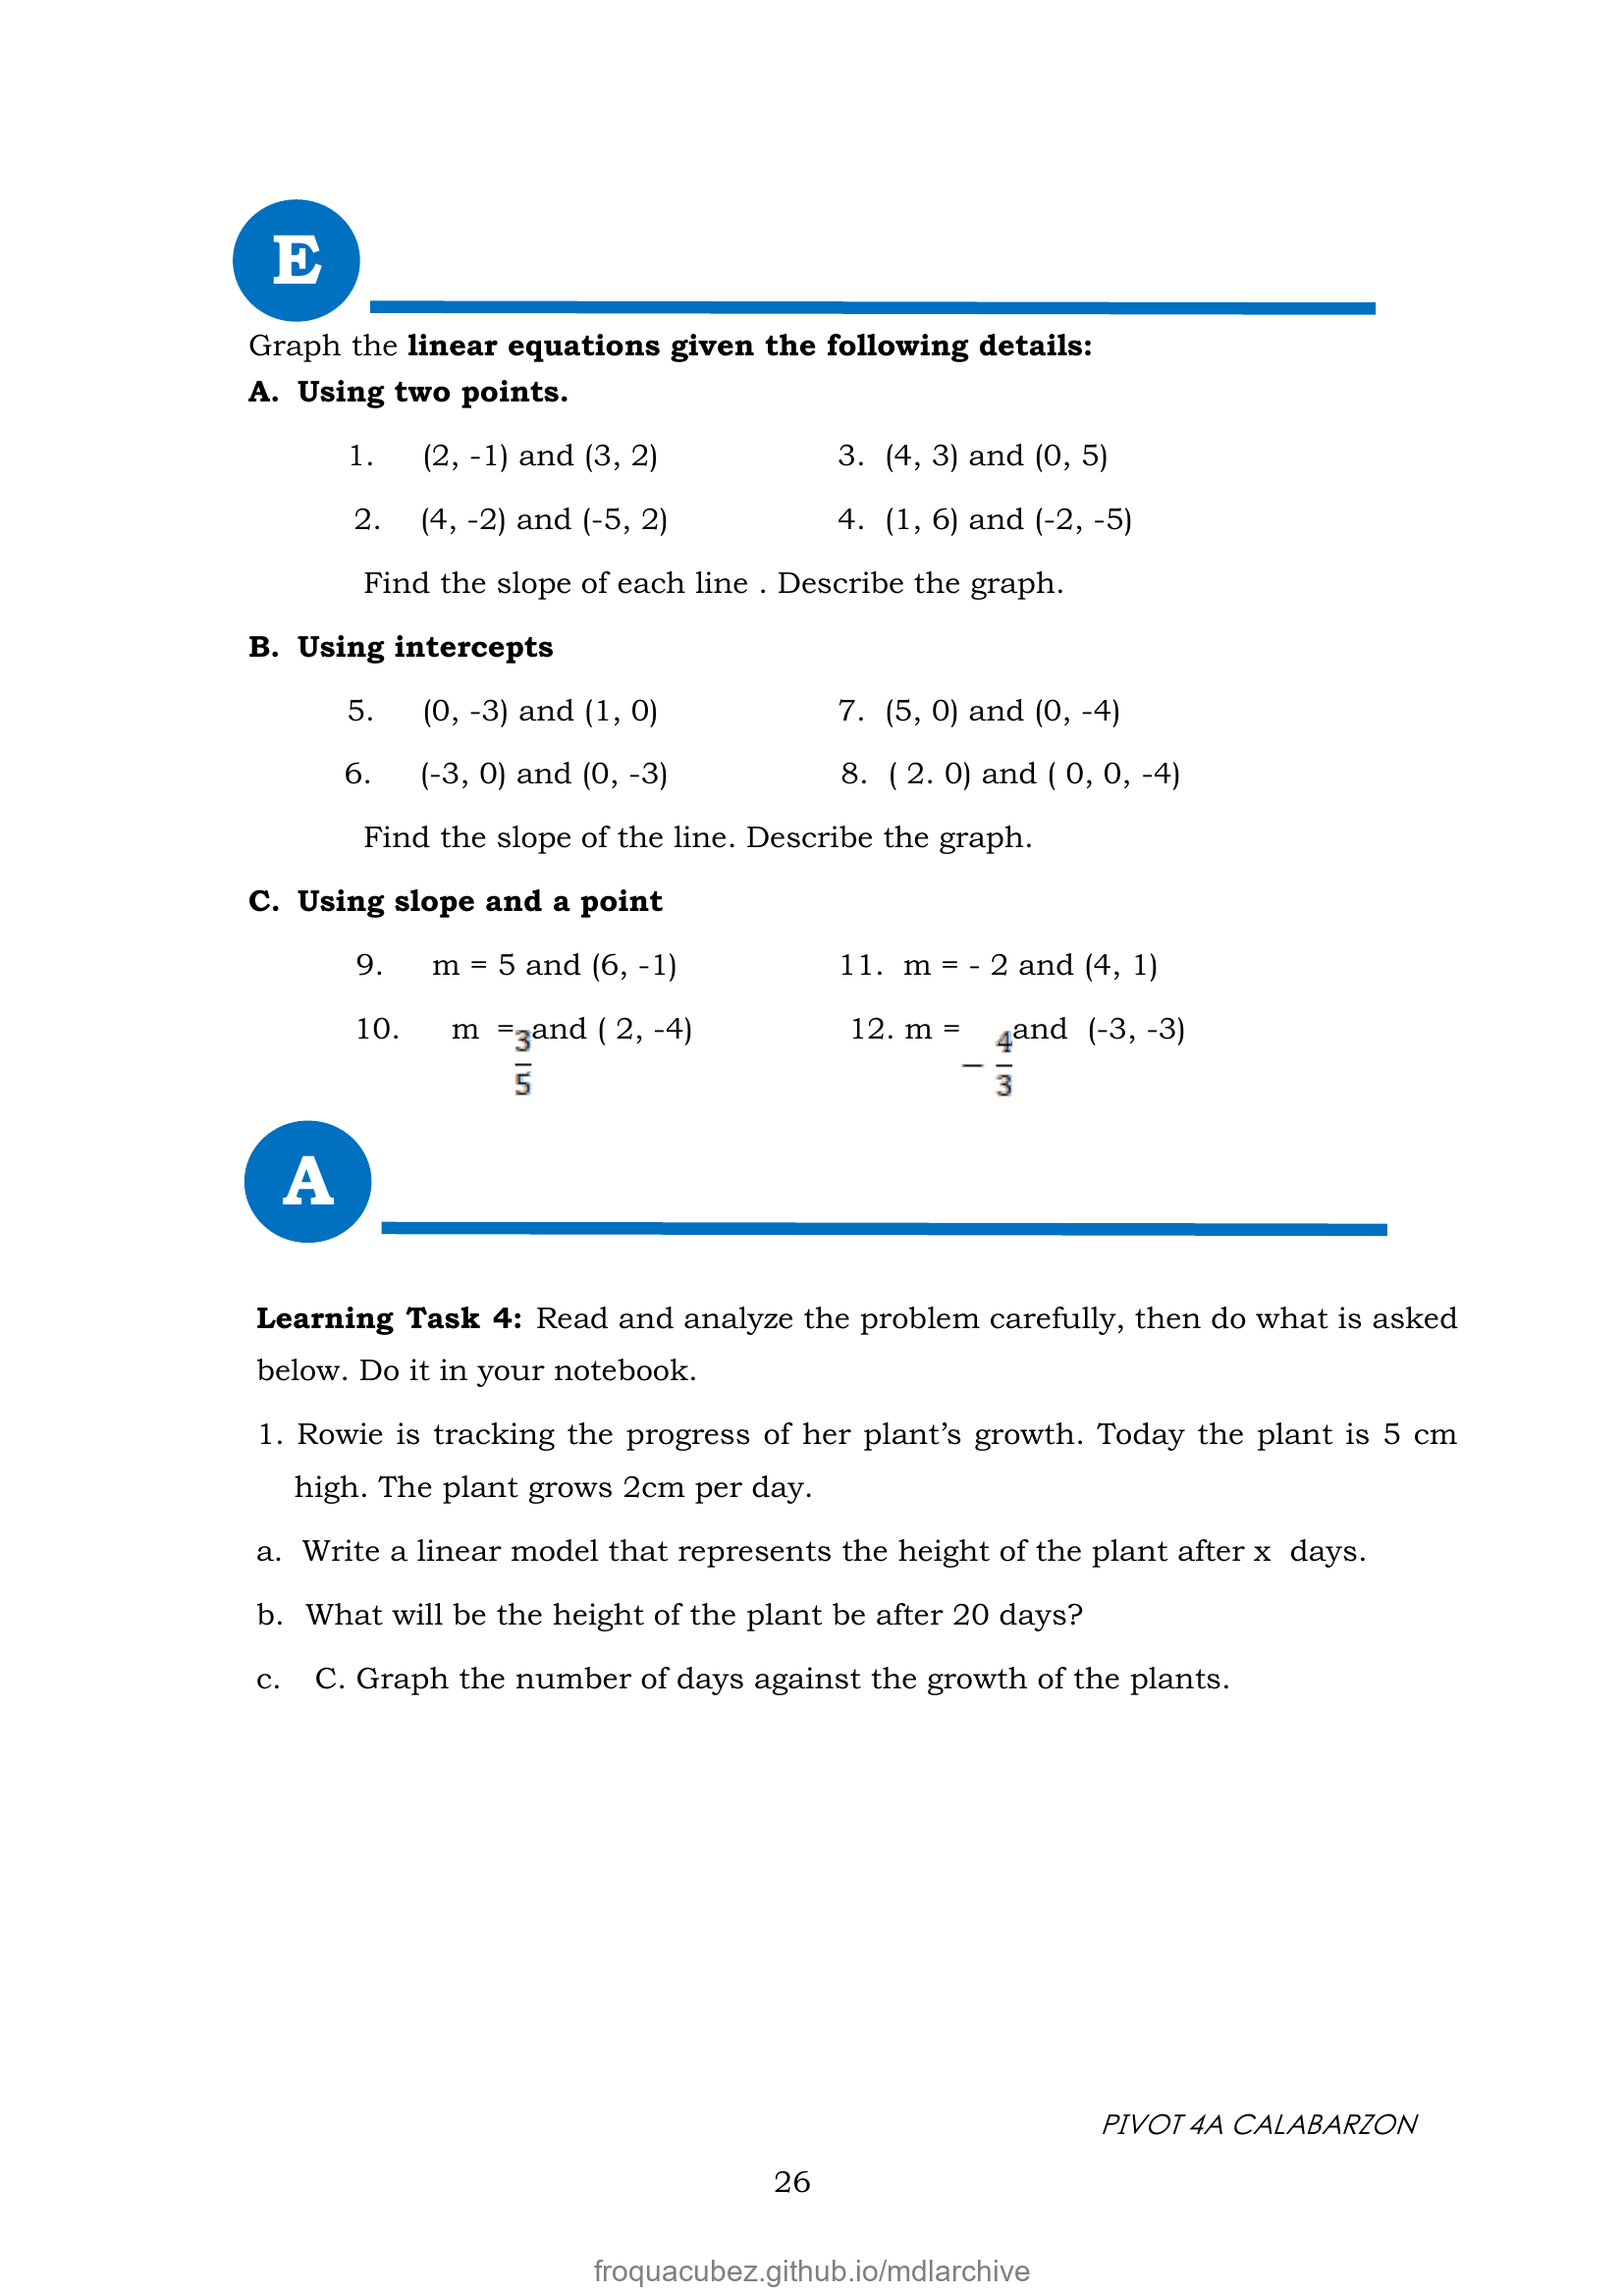 E
Graph the linear equations given the following details:
A. Using two points.
1. (2, -1) and (3, 2) 3. (4, 3) and (0, 5)
2. (4, -2) and (-5, 2) 4. (1, 6) and (-2, -5)
Find the slope of each line . Describe the graph.
B. Using intercepts
5. (0, -3) and (1, 0) 7. (5, 0) and (0, -4)
6. (-3, 0) and (0, -3) 8. ( 2. 0) and ( 0, 0, -4)
Find the slope of the line. Describe the graph.
C. Using slope and a point
9. m = 5 and (6, -1) 11. m = - 2 and (4, 1)
10. m = 3/5 and ( 2, -4) 12. m = − 4/3 and (-3, -3)
A
Learning Task 4: Read and analyze the problem carefully, then do what is asked
below. Do it in your notebook.
1. Rowie is tracking the progress of her plant’s growth. Today the plant is 5 cm
high. The plant grows 2cm per day.
a. Write a linear model that represents the height of the plant after x days.
b. What will be the height of the plant be after 20 days?
c. C. Graph the number of days against the growth of the plants.
PIVOT 4A CALABARZON
26
froquacubez.github.io/mdlarchive